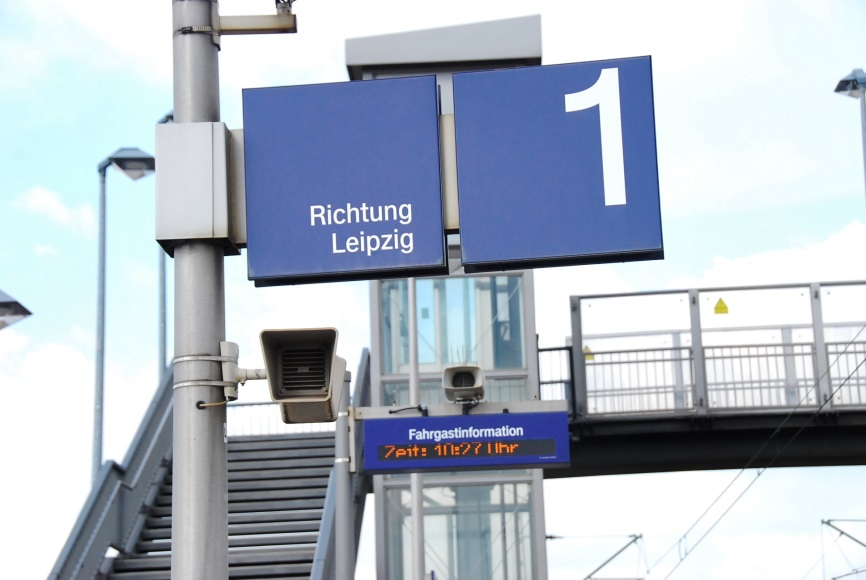 1
Richtung
Leipzig
Fahrgastinformation
Zeit: 10:27 Uhr